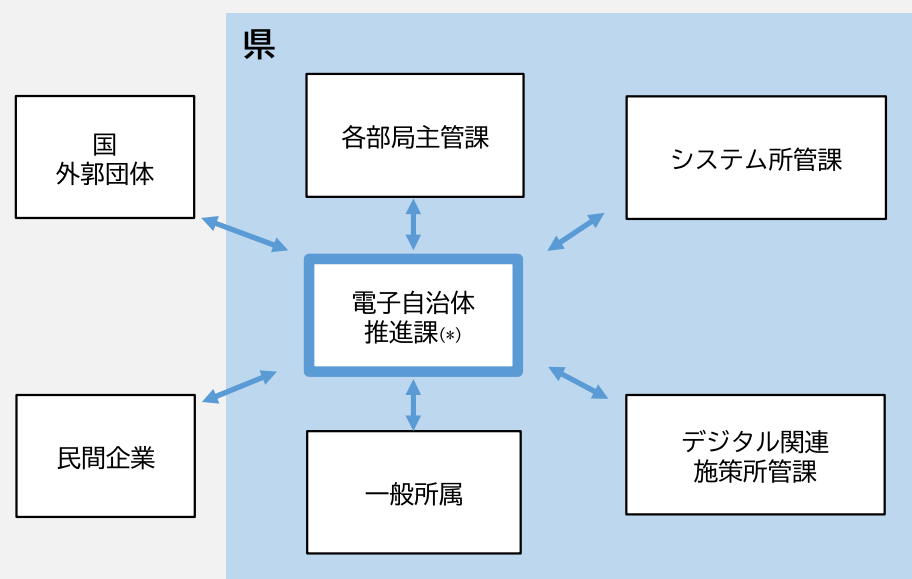 県
国
外郭団体
各部局主管課
システム所管課
電子自治体
推進課(*)
民間企業
一般所属
デジタル関連
施策所管課